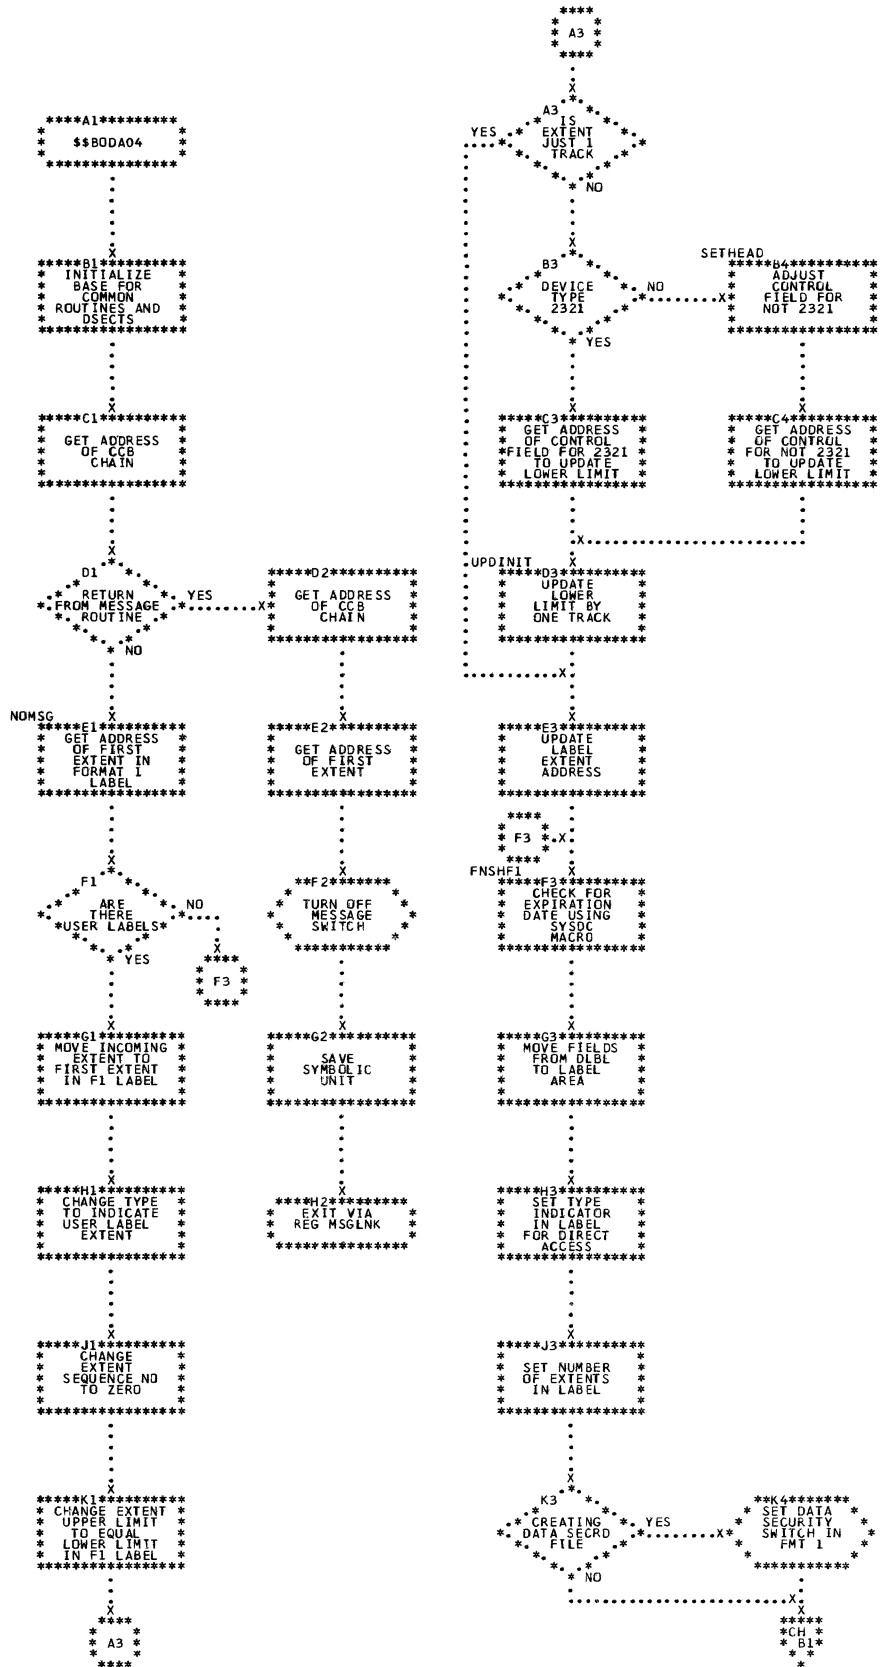 A1
$$BODA04
B1
INITIALIZE
BASE FOR
COMMON
ROUTINES AND
DSECTS
C1
GET ADDRESS
OF CCB
CHAIN
D1
RETURN
FROM MESSAGE
ROUTINE
YES
NO
D2
GET ADDRESS
OF CCB
CHAIN
NOMSG
E1
GET ADDRESS
OF FIRST
EXTENT IN
FORMAT 1
LABEL
E2
GET ADDRESS
OF FIRST
EXTENT
F1
ARE
THERE
USER LABELS
NO
YES
F3
F2
TURN OFF
MESSAGE
SWITCH
G1
MOVE INCOMING
EXTENT TO
FIRST EXTENT
IN F1 LABEL
G2
SAVE
SYMBOLIC
UNIT
H1
CHANGE TYPE
TO INDICATE
USER LABEL
EXTENT
H2
EXIT VIA
REG MSGLNK
J1
CHANGE
EXTENT
SEQUENCE NO
TO ZERO
K1
CHANGE EXTENT
UPPER LIMIT
TO EQUAL
LOWER LIMIT
IN F1 LABEL
A3
A3
A3
IS
EXTENT
JUST 1
TRACK
YES
NO
B3
DEVICE
TYPE
2321
NO
YES
SETHEAD
B4
ADJUST
CONTROL
FIELD FOR
NOT 2321
C3
GET ADDRESS
OF CONTROL
FIELD FOR 2321
TO UPDATE
LOWER LIMIT
C4
GET ADDRESS
OF CONTROL
FOR NOT 2321
TO UPDATE
LOWER LIMIT
UPDINIT
D3
UPDATE
LOWER
LIMIT BY
ONE TRACK
E3
UPDATE
LABEL
EXTENT
ADDRESS
F3
FNSHF1
F3
CHECK FOR
EXPIRATION
DATE USING
SYSDC
MACRO
G3
MOVE FIELDS
FROM DLBL
TO LABEL
AREA
H3
SET TYPE
INDICATOR
IN LABEL
FOR DIRECT
ACCESS
J3
SET NUMBER
OF EXTENTS
IN LABEL
K3
CREATING
DATA SECRD
FILE
YES
NO
K4
SET DATA
SECURITY
SWITCH IN
FMT 1
CH
B1